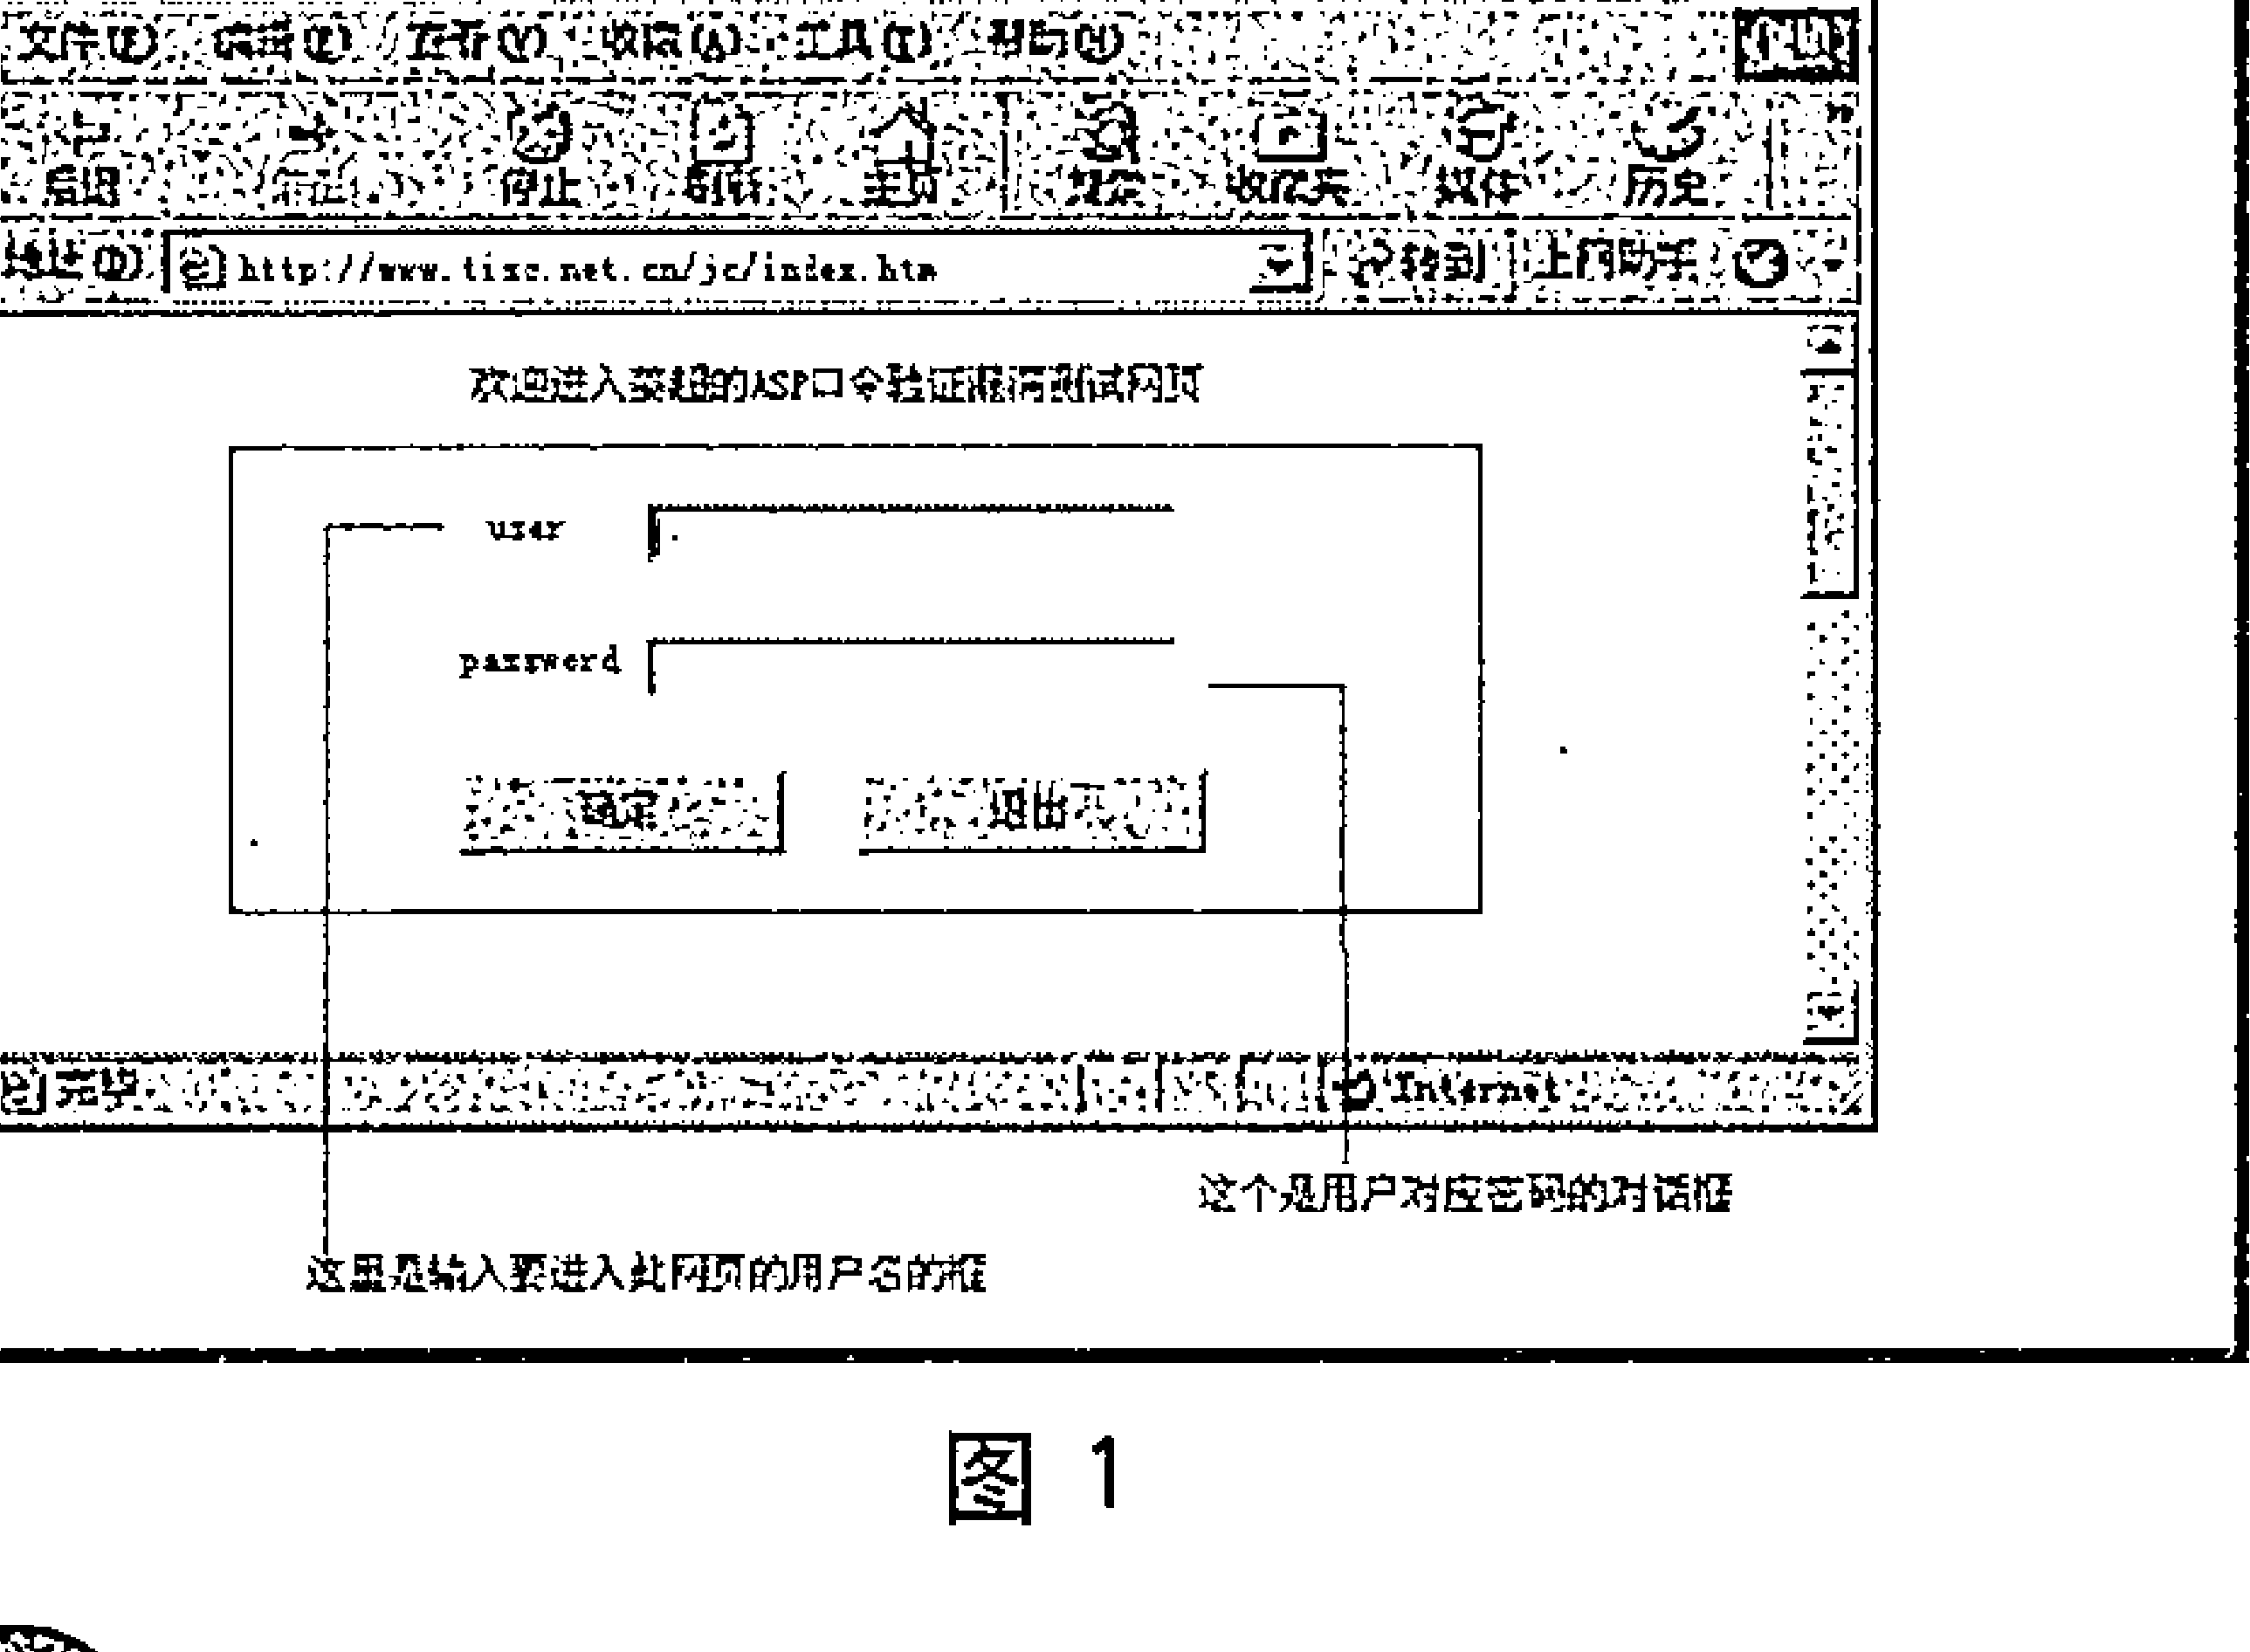 文件(F) 编辑(E) 查看(V) 收藏(A) 工具(T) 帮助(H)
后退 前进 停止 刷新 主页 搜索 收藏夹 媒体 历史
地址(D) http://www.tixc.net.cn/jc/index.htm 转到 上网助手
欢迎进入蔡超的ASP口令验证漏洞测试网页
user
password
确定 退出
完毕 Internet
这个是用户对应密码的对话框
这里是输入要进入此网页的用户名的框
图 1